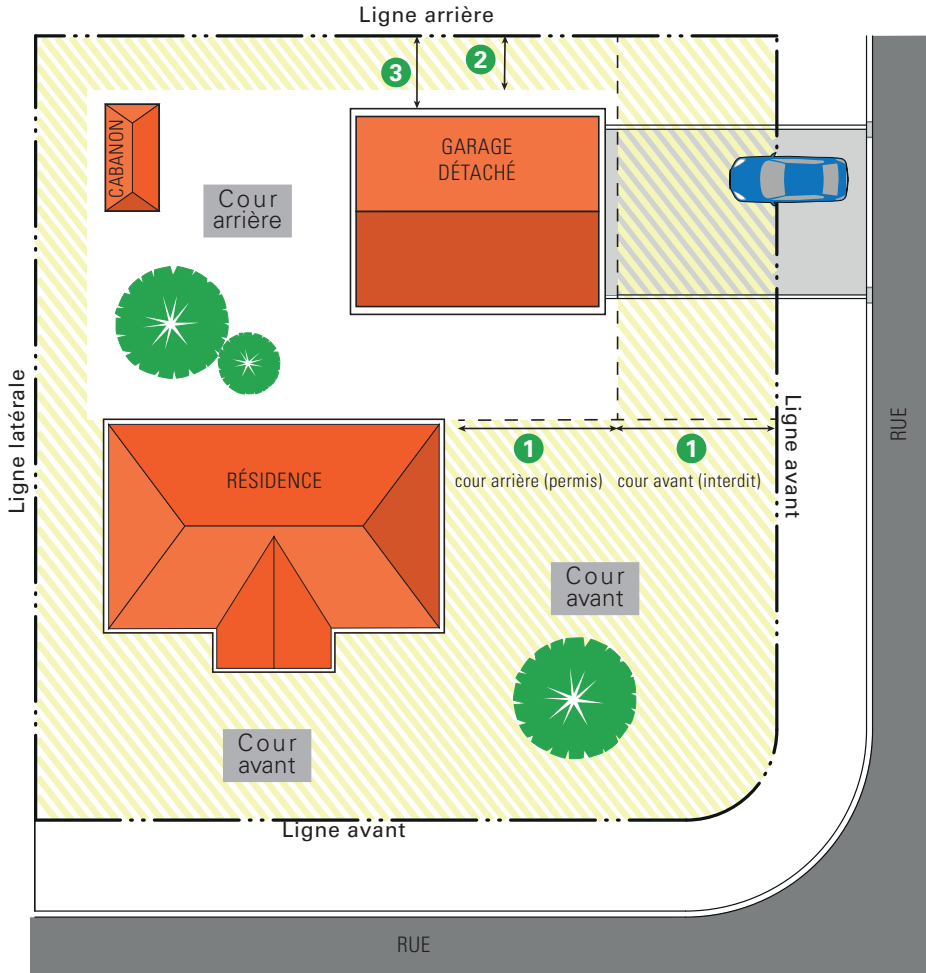 Ligne arrière
3
2
CABANON
GARAGE
DÉTACHÉ
Cour
arrière
Ligne latérale
Ligne avant
RUE
1
1
cour arrière (permis)
cour avant (interdit)
RÉSIDENCE
Cour
avant
Cour
avant
Ligne avant
RUE